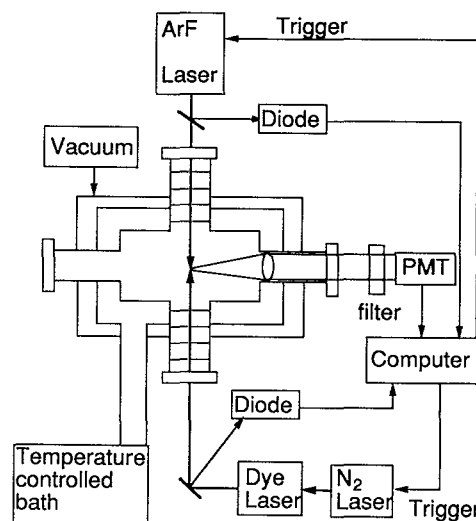 ArF
Laser
Trigger
Diode
Vacuum
PMT
filter
Computer
Diode
Temperature
controlled
bath
Dye
Laser
N₂
Laser
Trigger